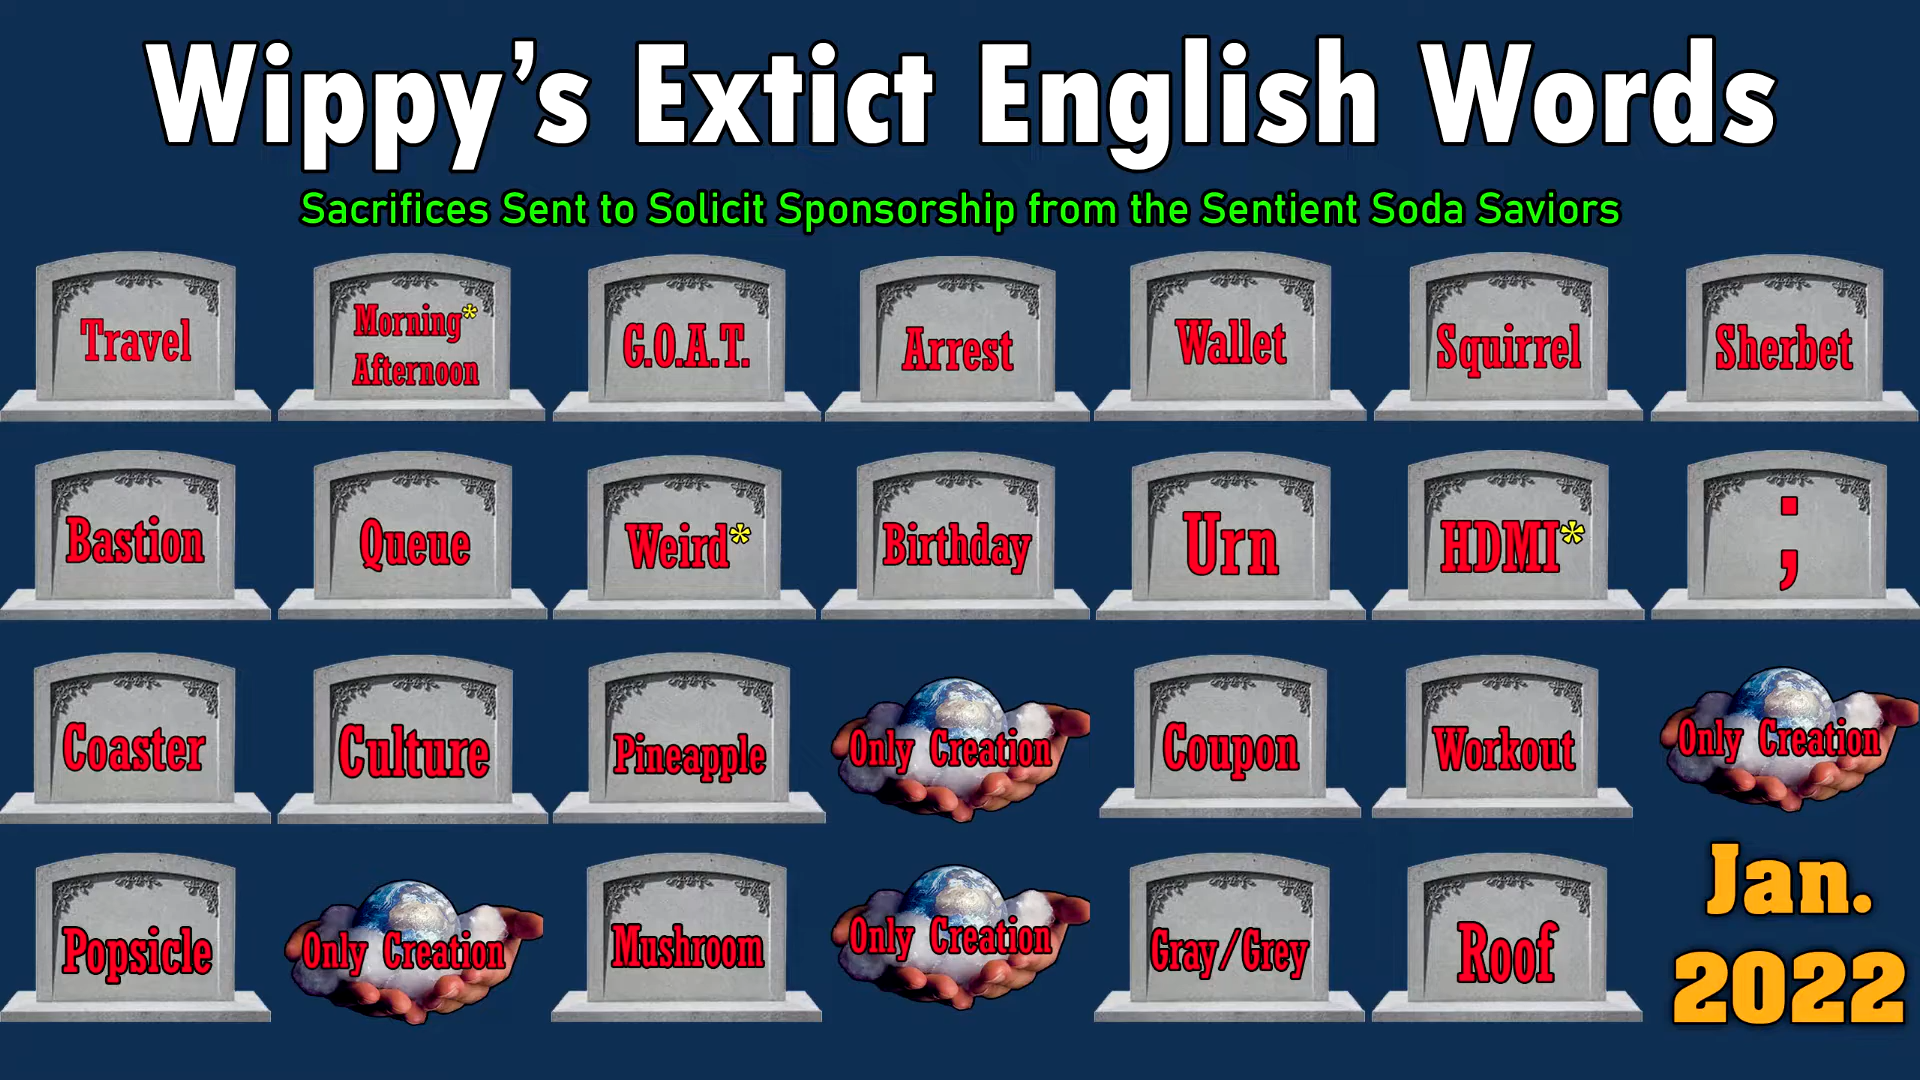 Wippy's Extict English Words
Sacrifices Sent to Solicit Sponsorship from the Sentient Soda Saviors
Travel
Morning*
Afternoon
G.O.A.T.
Arrest
Wallet
Squirrel
Sherbet
Bastion
Queue
Weird*
Birthday
Urn
HDMI*
;
Coaster
Culture
Pineapple
Only Creation
Coupon
Workout
Only Creation
Popsicle
Only Creation
Mushroom
Only Creation
Gray/Grey
Roof
Jan.
2022